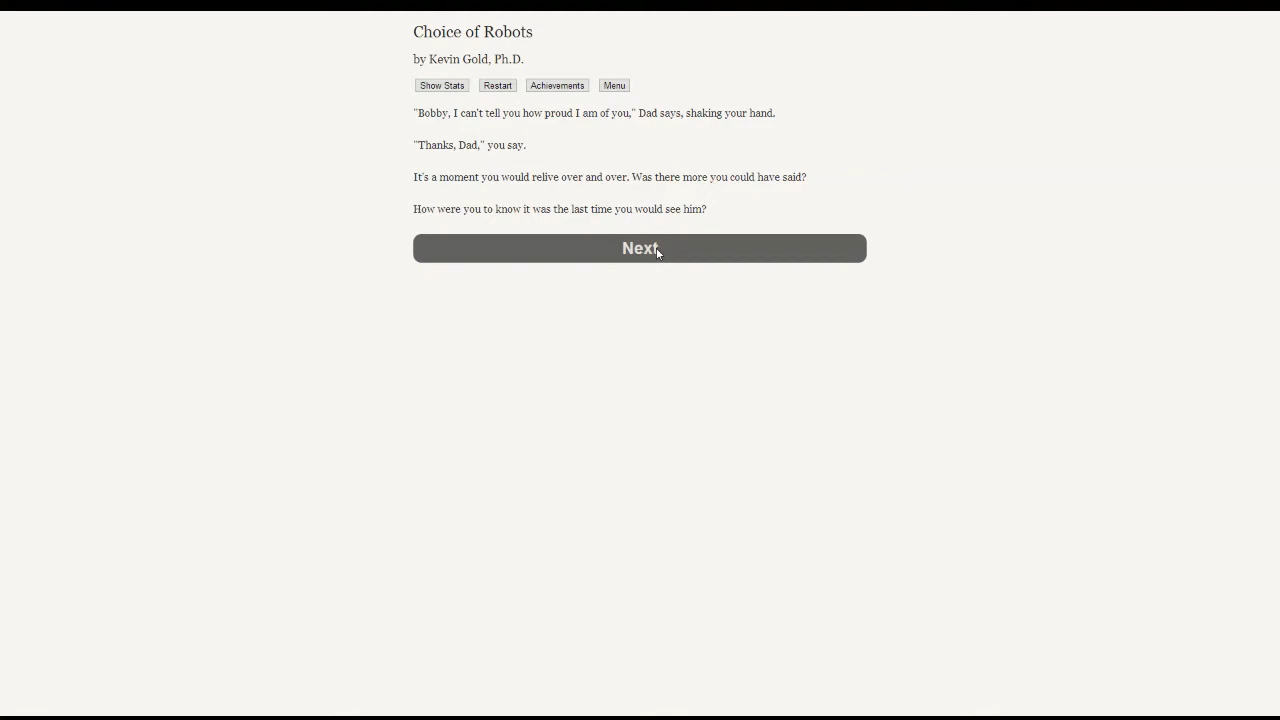 Choice of Robots
by Kevin Gold, Ph.D.
Show Stats Restart Achievements Menu
"Bobby, I can't tell you how proud I am of you," Dad says, shaking your hand.
"Thanks, Dad," you say.
It's a moment you would relive over and over. Was there more you could have said?
How were you to know it was the last time you would see him?
Next